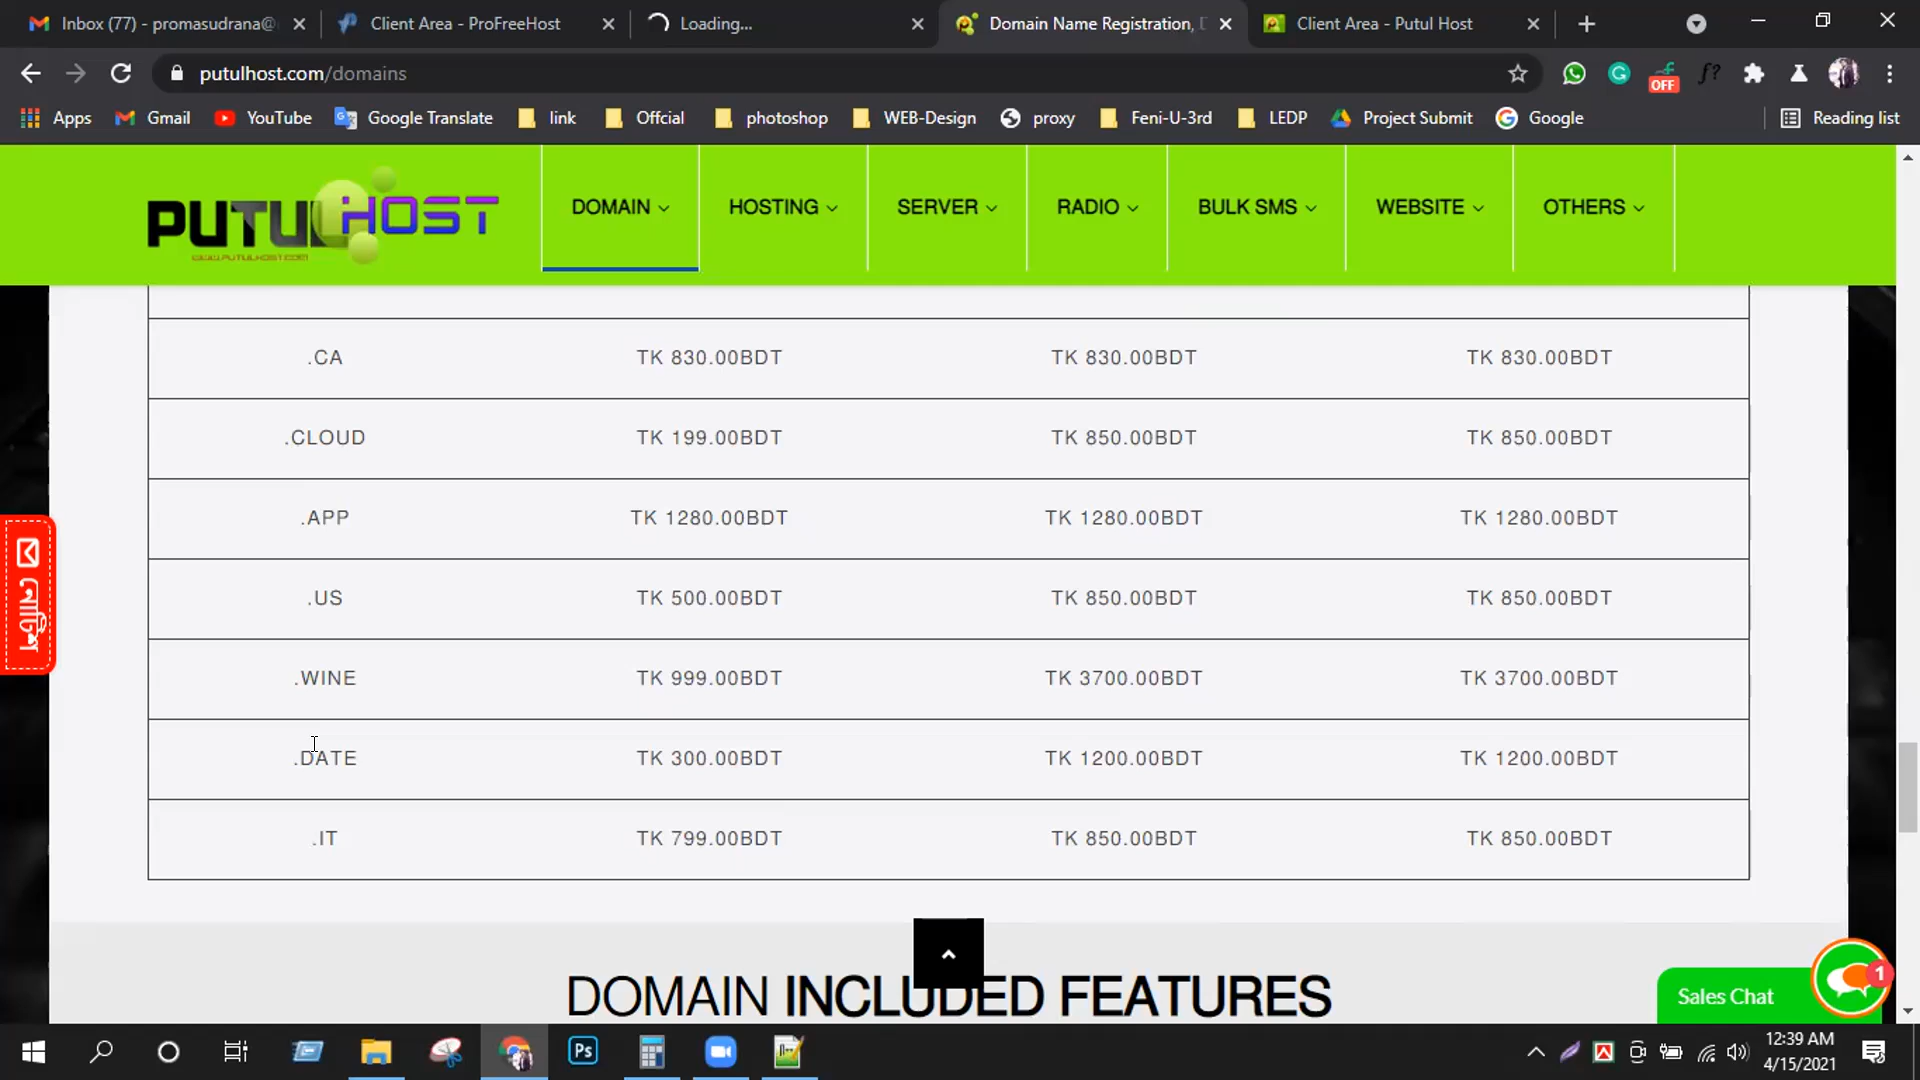 Inbox (77) - promasudrana@
Client Area - ProFreeHost
Loading...
Domain Name Registration, D
Client Area - Putul Host
putulhost.com/domains
OFF
f?
Apps
Gmail
YouTube
Google Translate
link
Offcial
photoshop
WEB-Design
proxy
Feni-U-3rd
LEDP
Project Submit
Google
Reading list
PUTULHOST
WWW.PUTULHOST.COM
DOMAIN
HOSTING
SERVER
RADIO
BULK SMS
WEBSITE
OTHERS
.CA TK 830.00BDT TK 830.00BDT TK 830.00BDT
.CLOUD TK 199.00BDT TK 850.00BDT TK 850.00BDT
.APP TK 1280.00BDT TK 1280.00BDT TK 1280.00BDT
.US TK 500.00BDT TK 850.00BDT TK 850.00BDT
.WINE TK 999.00BDT TK 3700.00BDT TK 3700.00BDT
.DATE TK 300.00BDT TK 1200.00BDT TK 1200.00BDT
.IT TK 799.00BDT TK 850.00BDT TK 850.00BDT
নোটিশ
DOMAIN INCLUDED FEATURES
Sales Chat
1
Ps
12:39 AM
4/15/2021